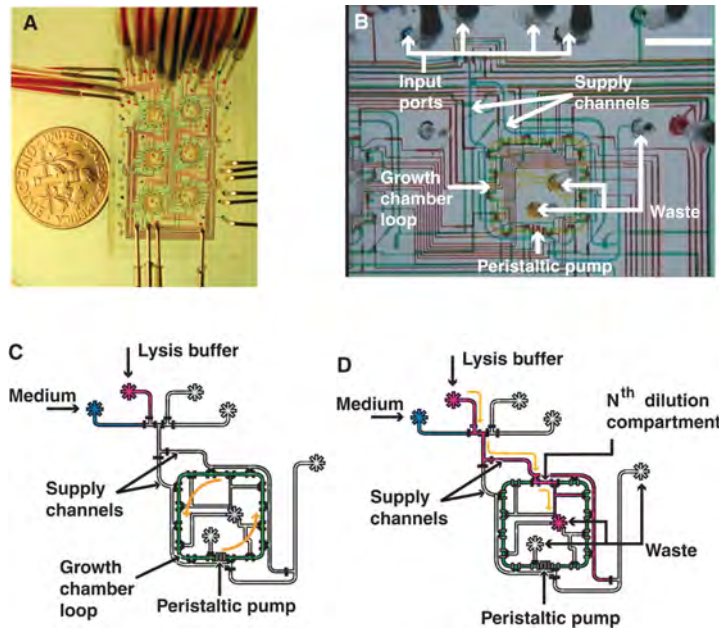 A
B
Input
ports
Supply
channels
Growth
chamber
loop
Waste
Peristaltic pump
C
Lysis buffer
Medium
Supply
channels
Growth
chamber
loop
Peristaltic pump
D
Lysis buffer
Medium
Nth dilution
compartment
Supply
channels
Waste
Peristaltic pump